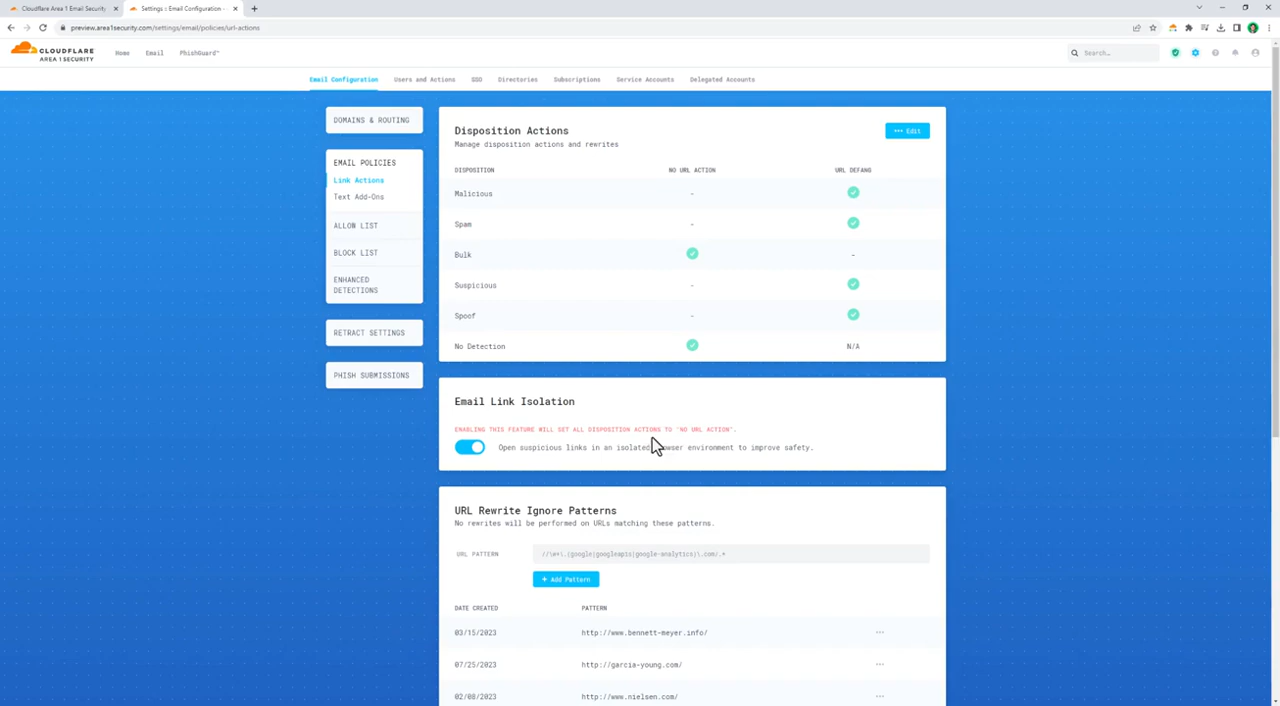 Cloudflare Area 1 Email Security
Settings :: Email Configuration -
preview.area1security.com/settings/email/policies/url-actions
CLOUDFLARE
AREA 1 SECURITY
Home
Email
PhishGuard™
Search...
Email Configuration
Users and Actions
SSO
Directories
Subscriptions
Service Accounts
Delegated Accounts
DOMAINS & ROUTING
EMAIL POLICIES
Link Actions
Text Add-Ons
ALLOW LIST
BLOCK LIST
ENHANCED
DETECTIONS
RETRACT SETTINGS
PHISH SUBMISSIONS
Disposition Actions
Manage disposition actions and rewrites
Edit
DISPOSITION NO URL ACTION URL DEFANG
Malicious -
Spam -
Bulk -
Suspicious -
Spoof -
No Detection N/A
Email Link Isolation
ENABLING THIS FEATURE WILL SET ALL DISPOSITION ACTIONS TO "NO URL ACTION".
Open suspicious links in an isolated browser environment to improve safety.
URL Rewrite Ignore Patterns
No rewrites will be performed on URLs matching these patterns.
URL PATTERN
+ Add Pattern
DATE CREATED PATTERN
03/15/2023 http://www.bennett-meyer.info/ ...
07/25/2023 http://garcia-young.com/ ...
02/08/2023 http://www.nielsen.com/ ...